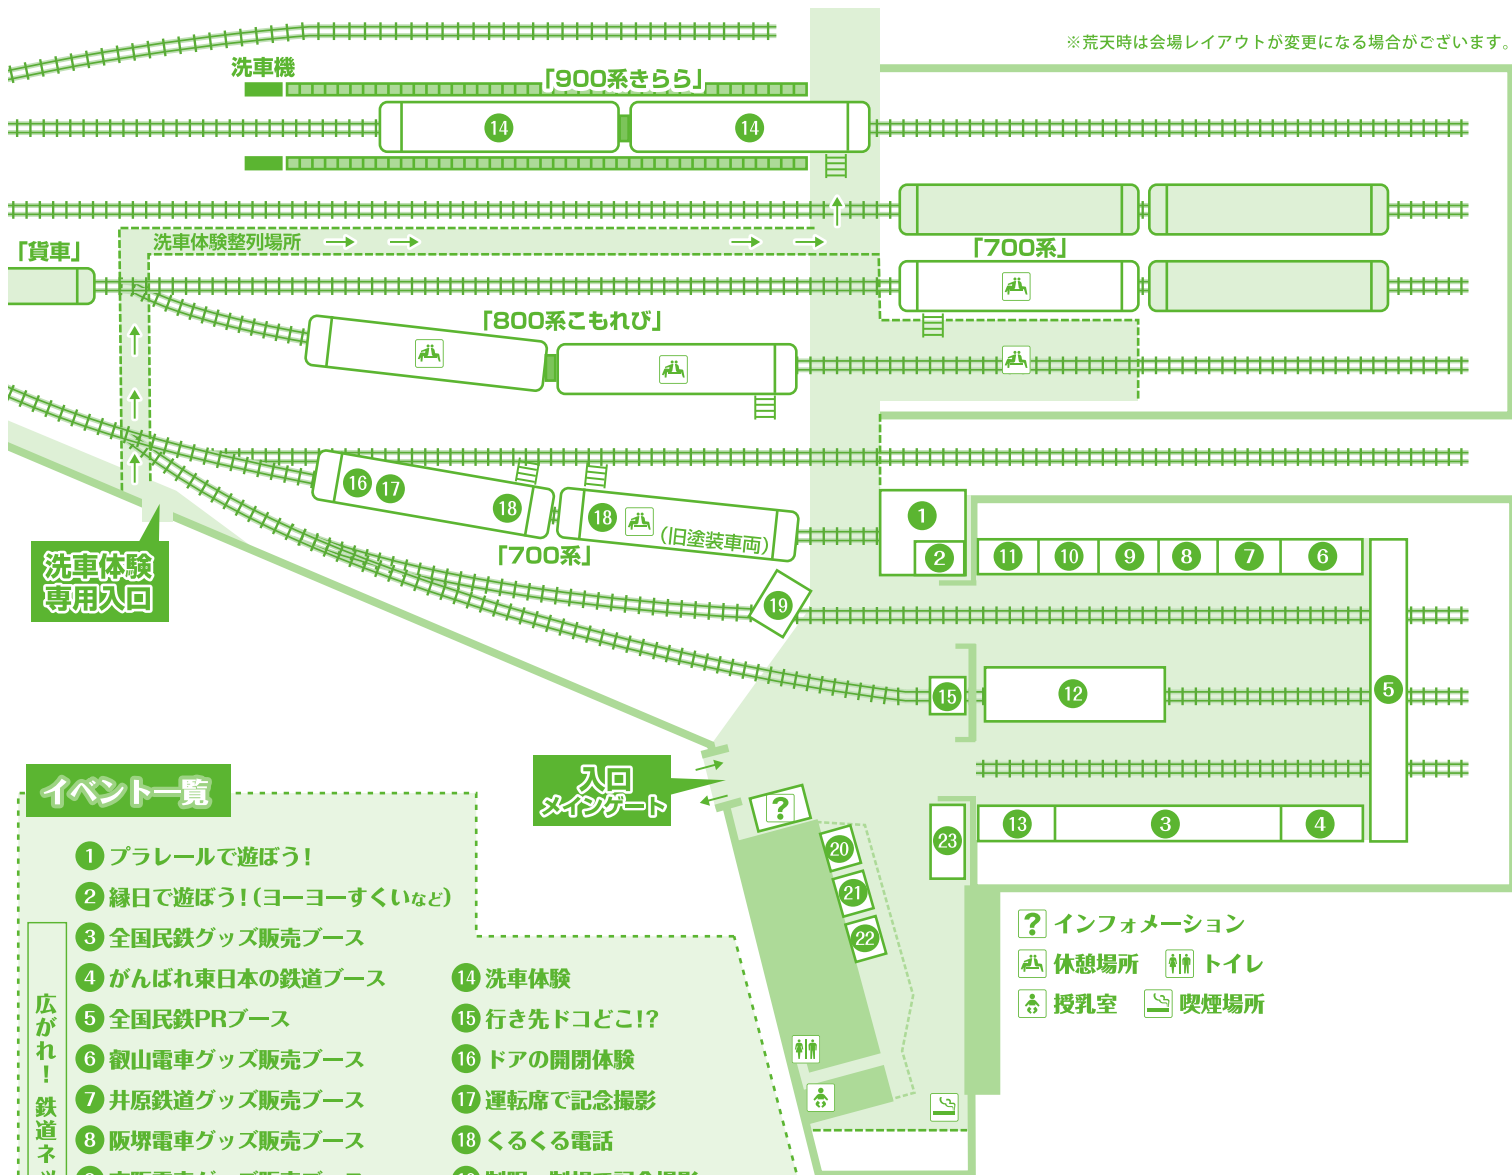 ※荒天時は会場レイアウトが変更になる場合がございます。
洗車機
「900系きらら」
14
14
洗車体験整列場所
「貨車」
「700系」
「800系こもれび」
16
17
18
18
(旧塗装車両)
「700系」
洗車体験
専用入口
1
2
11
10
9
8
7
6
19
15
12
5
入口
メインゲート
?
13
3
4
23
20
21
22
イベント一覧
1 プラレールで遊ぼう!
2 縁日で遊ぼう!(ヨーヨーすくいなど)
3 全国民鉄グッズ販売ブース
4 がんばれ東日本の鉄道ブース
5 全国民鉄PRブース
6 叡山電車グッズ販売ブース
7 井原鉄道グッズ販売ブース
8 阪堺電車グッズ販売ブース
広がれ!鉄道ネ
14 洗車体験
15 行き先ドコどこ!?
16 ドアの開閉体験
17 運転席で記念撮影
18 くるくる電話
? インフォメーション
休憩場所
トイレ
授乳室
喫煙場所